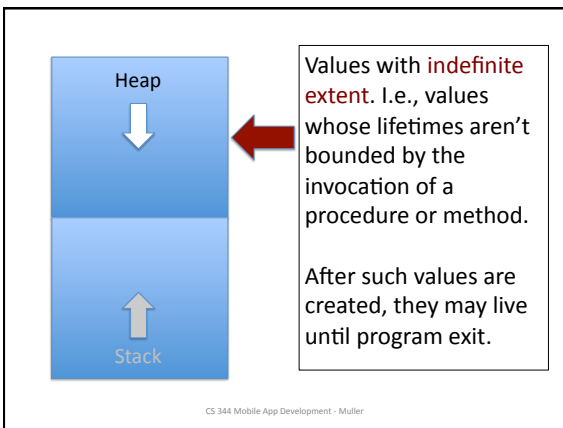 Heap
Stack
Values with indefinite
extent. I.e., values
whose lifetimes aren’t
bounded by the
invocation of a
procedure or method.
After such values are
created, they may live
until program exit.
CS 344 Mobile App Development - Muller